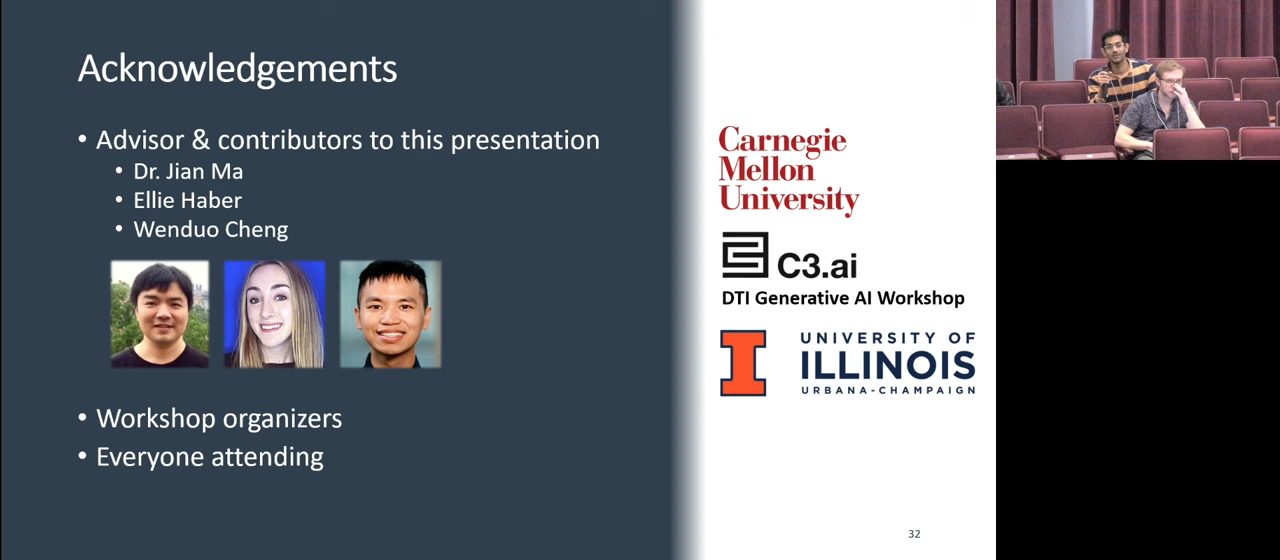 Acknowledgements
• Advisor & contributors to this presentation
• Dr. Jian Ma
• Ellie Haber
• Wenduo Cheng
• Workshop organizers
• Everyone attending
Carnegie
Mellon
University
C3.ai
DTI Generative AI Workshop
UNIVERSITY OF
ILLINOIS
URBANA-CHAMPAIGN
32